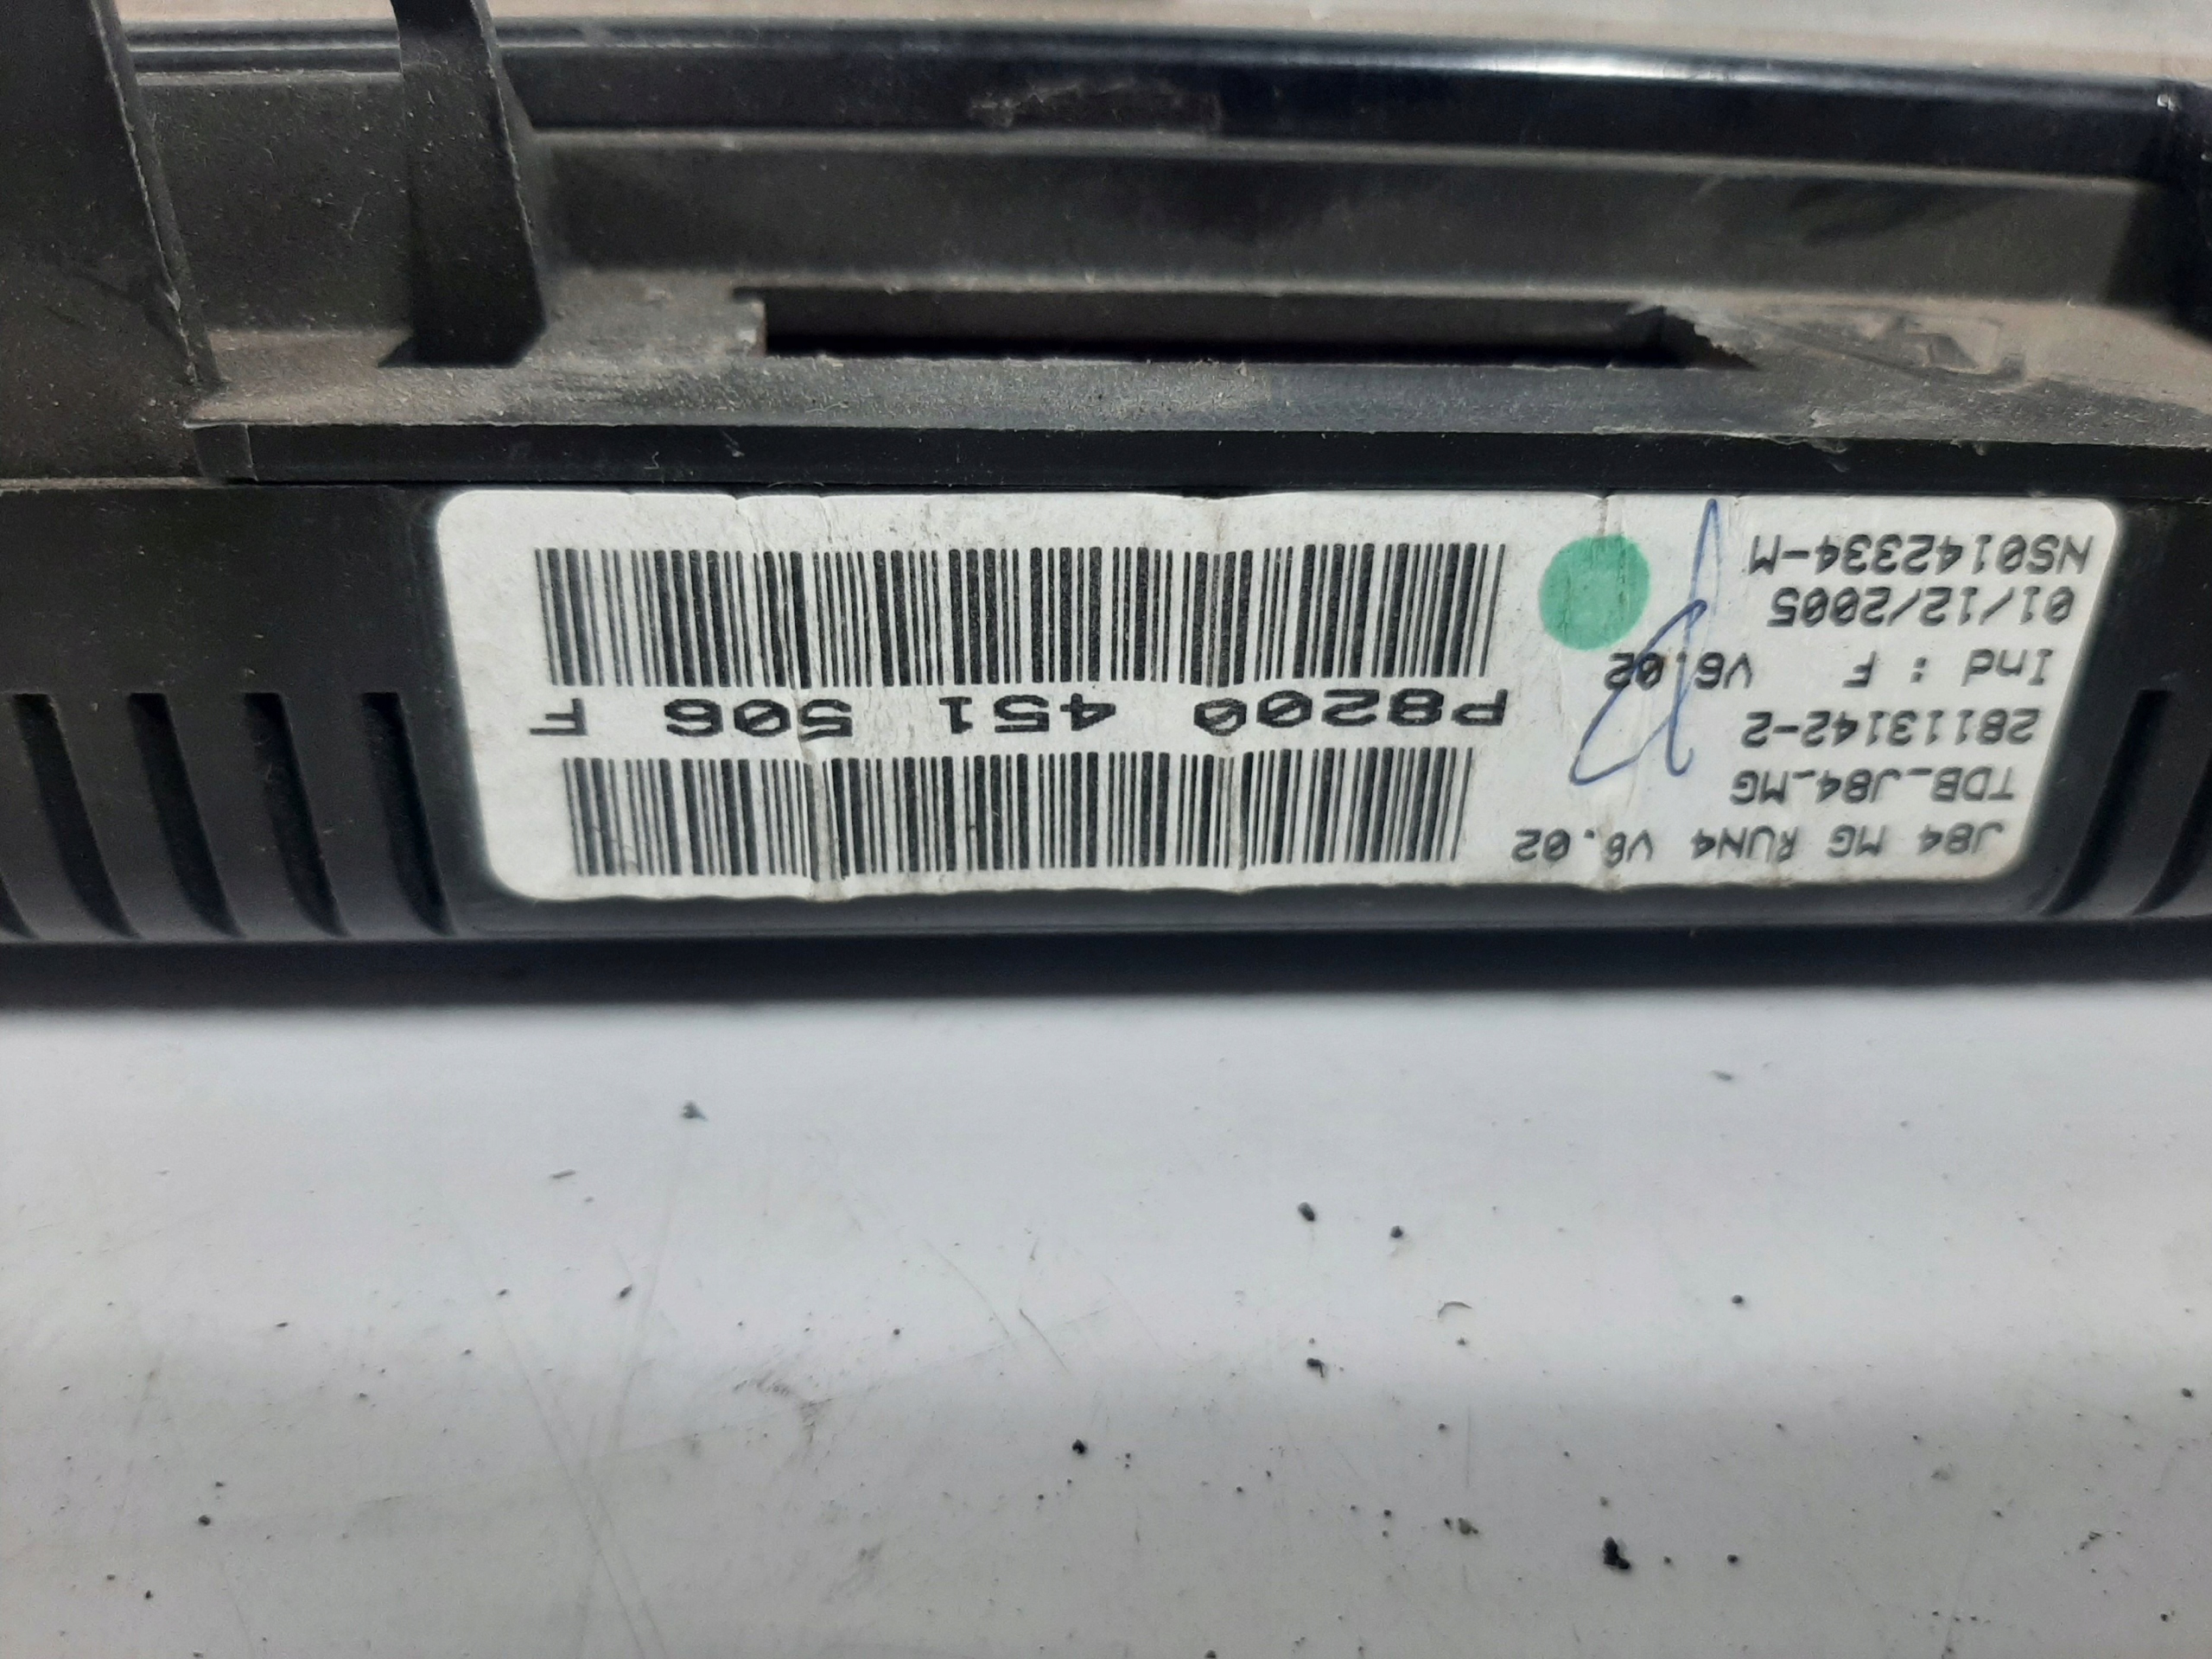 J84 MG RUN4 V6.02
TDB_J84_MG
28113142-2
Ind : F V6.02
01/12/2005
NS0142334-M
P8200 451 506 F